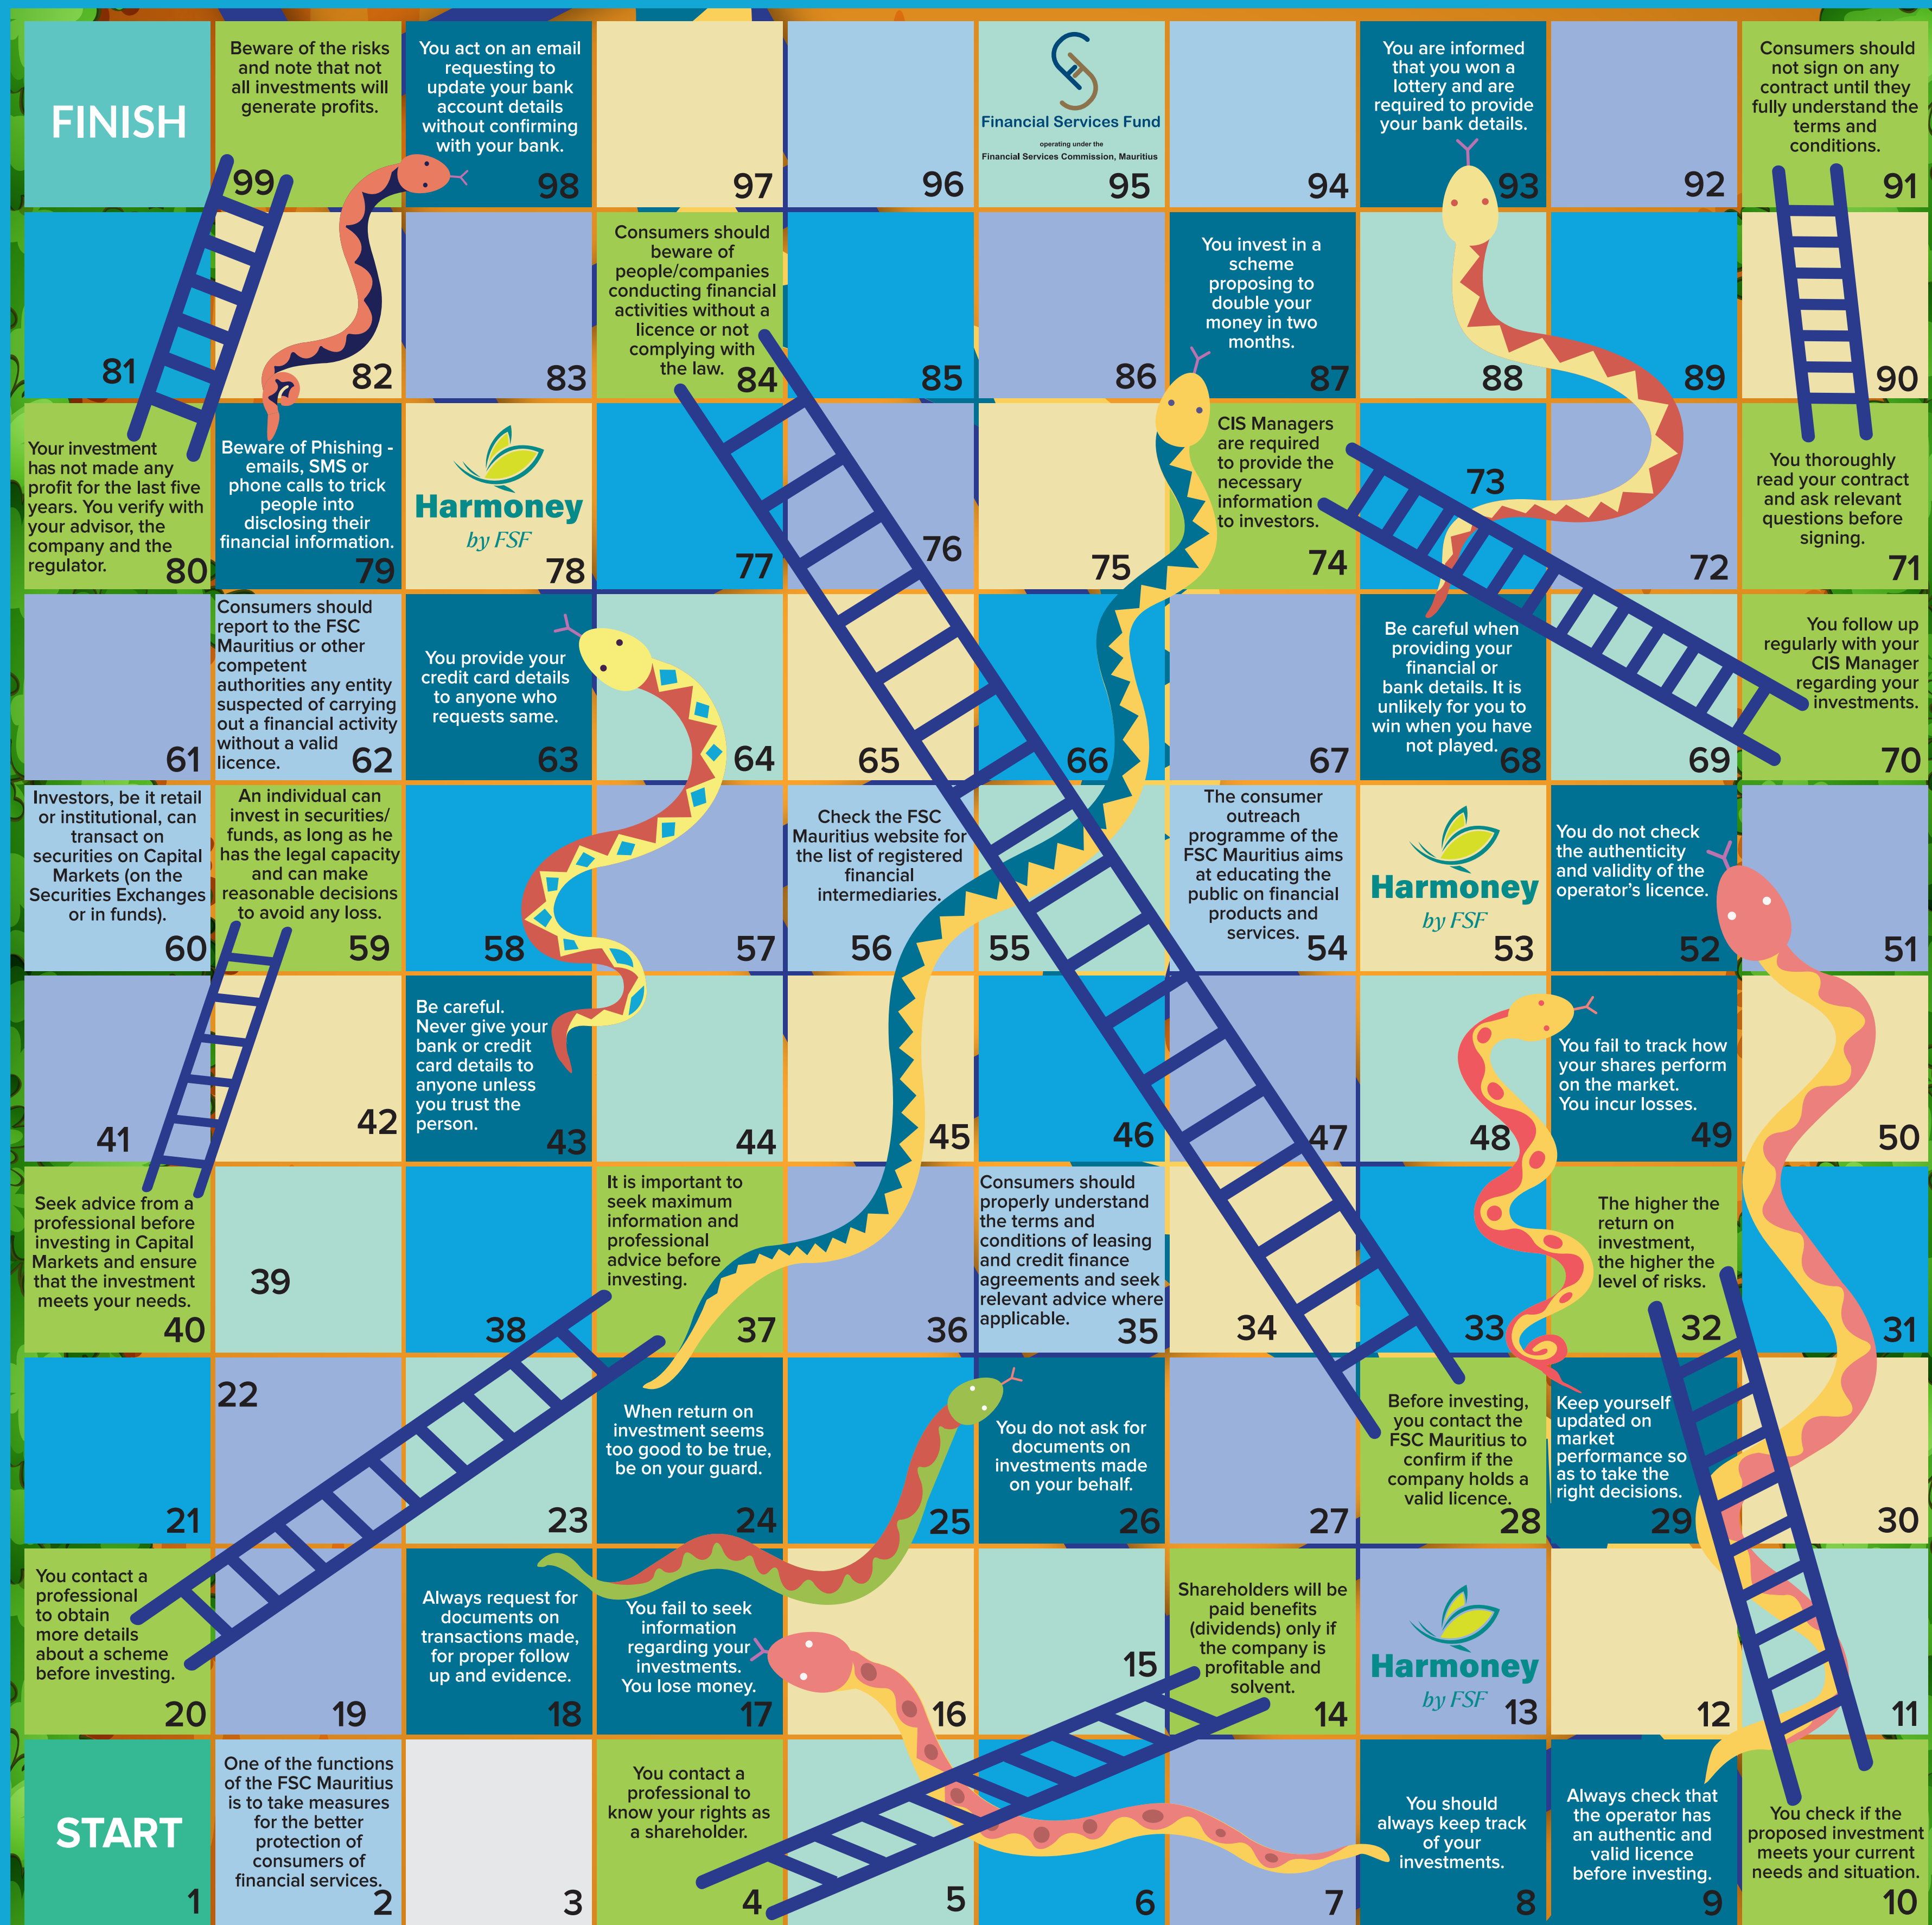 FINISH
Beware of the risks
and note that not
all investments will
generate profits.
99
You act on an email
requesting to
update your bank
account details
without confirming
with your bank.
98
97
96
Financial Services Fund
operating under the
Financial Services Commission, Mauritius
95
94
You are informed
that you won a
lottery and are
required to provide
your bank details.
93
92
Consumers should
not sign on any
contract until they
fully understand the
terms and
conditions.
91
81
82
83
Consumers should
beware of
people/companies
conducting financial
activities without a
licence or not
complying with
the law.
84
85
86
You invest in a
scheme
proposing to
double your
money in two
months.
87
88
89
90
Your investment
has not made any
profit for the last five
years. You verify with
your advisor, the
company and the
regulator.
80
Beware of Phishing -
emails, SMS or
phone calls to trick
people into
disclosing their
financial information.
79
Harmoney
by FSF
78
77
76
75
CIS Managers
are required
to provide the
necessary
information
to investors.
74
73
72
You thoroughly
read your contract
and ask relevant
questions before
signing.
71
61
Consumers should
report to the FSC
Mauritius or other
competent
authorities any entity
suspected of carrying
out a financial activity
without a valid
licence.
62
You provide your
credit card details
to anyone who
requests same.
63
64
65
66
67
Be careful when
providing your
financial or
bank details. It is
unlikely for you to
win when you have
not played.
68
69
You follow up
regularly with your
CIS Manager
regarding your
investments.
70
Investors, be it retail
or institutional, can
transact on
securities on Capital
Markets (on the
Securities Exchanges
or in funds).
60
An individual can
invest in securities/
funds, as long as he
has the legal capacity
and can make
reasonable decisions
to avoid any loss.
59
58
57
Check the FSC
Mauritius website for
the list of registered
financial
intermediaries.
56
55
The consumer
outreach
programme of the
FSC Mauritius aims
at educating the
public on financial
products and
services.
54
Harmoney
by FSF
53
You do not check
the authenticity
and validity of the
operator's licence.
52
51
41
42
Be careful.
Never give your
bank or credit
card details to
anyone unless
you trust the
person.
43
44
45
46
47
48
You fail to track how
your shares perform
on the market.
You incur losses.
49
50
Seek advice from a
professional before
investing in Capital
Markets and ensure
that the investment
meets your needs.
40
39
38
It is important to
seek maximum
information and
professional
advice before
investing.
37
36
Consumers should
properly understand
the terms and
conditions of leasing
and credit finance
agreements and seek
relevant advice where
applicable.
35
34
33
The higher the
return on
investment,
the higher the
level of risks.
32
31
21
22
23
When return on
investment seems
too good to be true,
be on your guard.
24
25
You do not ask for
documents on
investments made
on your behalf.
26
27
Before investing,
you contact the
FSC Mauritius to
confirm if the
company holds a
valid licence.
28
Keep yourself
updated on
market
performance so
as to take the
right decisions.
29
30
You contact a
professional
to obtain
more details
about a scheme
before investing.
20
19
Always request for
documents on
transactions made,
for proper follow
up and evidence.
18
You fail to seek
information
regarding your
investments.
You lose money.
17
16
15
Shareholders will be
paid benefits
(dividends) only if
the company is
profitable and
solvent.
14
Harmoney
by FSF
13
12
11
START
1
One of the functions
of the FSC Mauritius
is to take measures
for the better
protection of
consumers of
financial services.
2
3
You contact a
professional to
know your rights as
a shareholder.
4
5
6
7
You should
always keep track
of your
investments.
8
Always check that
the operator has
an authentic and
valid licence
before investing.
9
You check if the
proposed investment
meets your current
needs and situation.
10